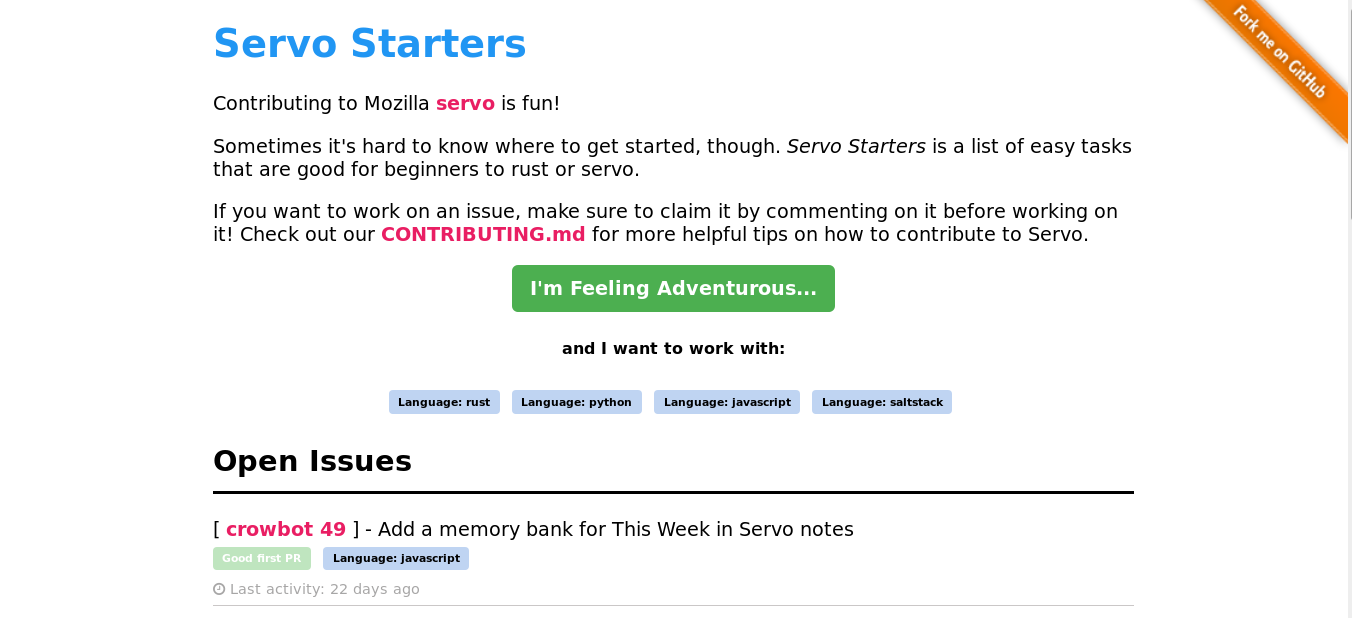 Servo Starters
Fork me on GitHub
Contributing to Mozilla servo is fun!
Sometimes it's hard to know where to get started, though. Servo Starters is a list of easy tasks
that are good for beginners to rust or servo.
If you want to work on an issue, make sure to claim it by commenting on it before working on
it! Check out our CONTRIBUTING.md for more helpful tips on how to contribute to Servo.
I'm Feeling Adventurous...
and I want to work with:
Language: rust Language: python Language: javascript Language: saltstack
Open Issues
[ crowbot 49 ] - Add a memory bank for This Week in Servo notes
Good first PR Language: javascript
Last activity: 22 days ago